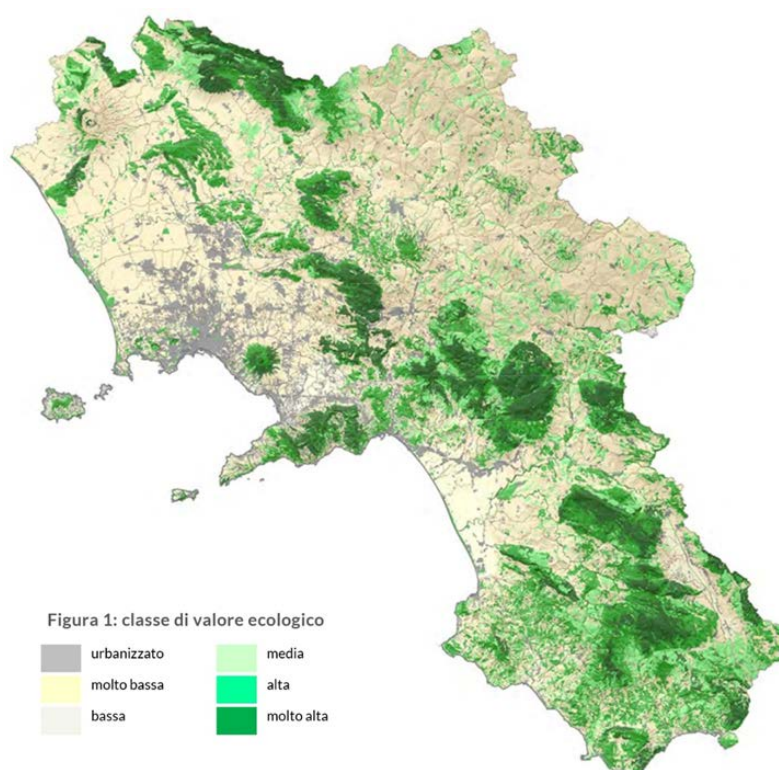 Figura 1: classe di valore ecologico
urbanizzato
media
molto bassa
alta
bassa
molto alta